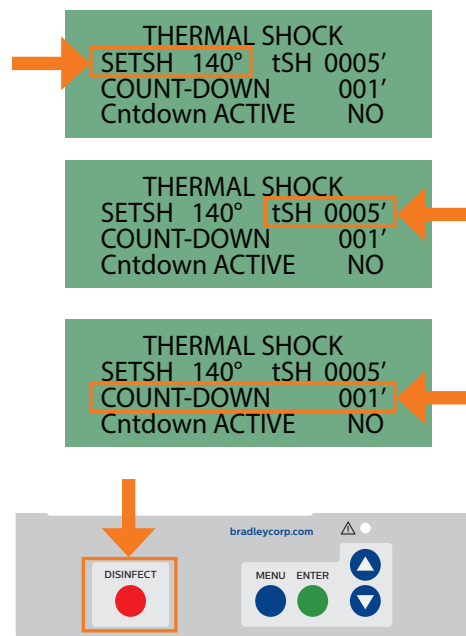 THERMAL SHOCK
SETSH 140° tSH 0005'
COUNT-DOWN 001'
Cntdown ACTIVE NO
THERMAL SHOCK
SETSH 140° tSH 0005'
COUNT-DOWN 001'
Cntdown ACTIVE NO
THERMAL SHOCK
SETSH 140° tSH 0005'
COUNT-DOWN 001'
Cntdown ACTIVE NO
bradleycorp.com
DISINFECT MENU ENTER